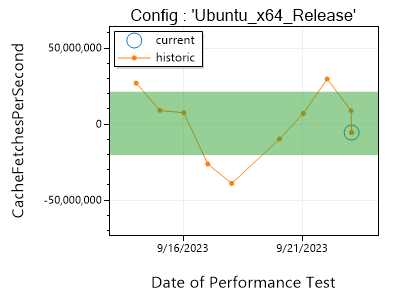 Config : 'Ubuntu_x64_Release'
current
historic
50,000,000
0
-50,000,000
CacheFetchesPerSecond
9/16/2023
9/21/2023
Date of Performance Test